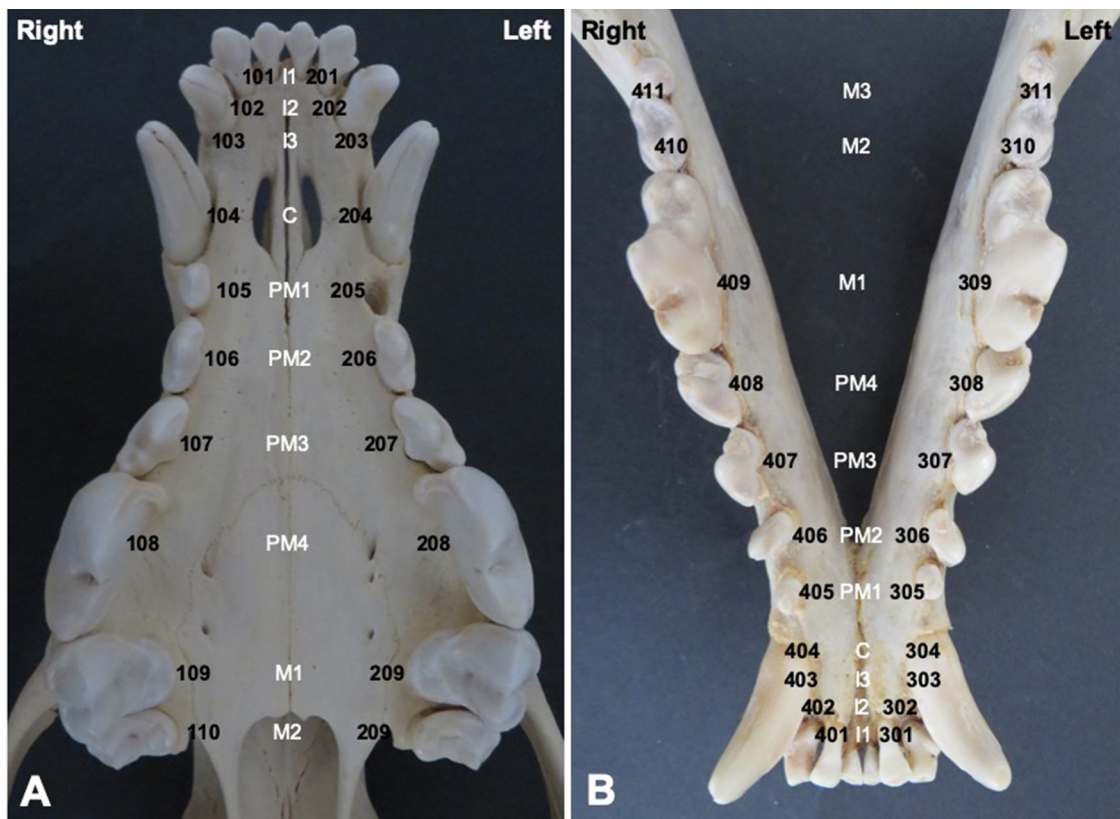 Right Left
101 I1 201
102 I2 202
103 I3 203
104 C 204
105 PM1 205
106 PM2 206
107 PM3 207
108 PM4 208
109 M1 209
110 M2 209
A
Right Left
411 M3 311
410 M2 310
409 M1 309
408 PM4 308
407 PM3 307
406 PM2 306
405 PM1 305
404 C 304
403 I3 303
402 I2 302
401 I1 301
B